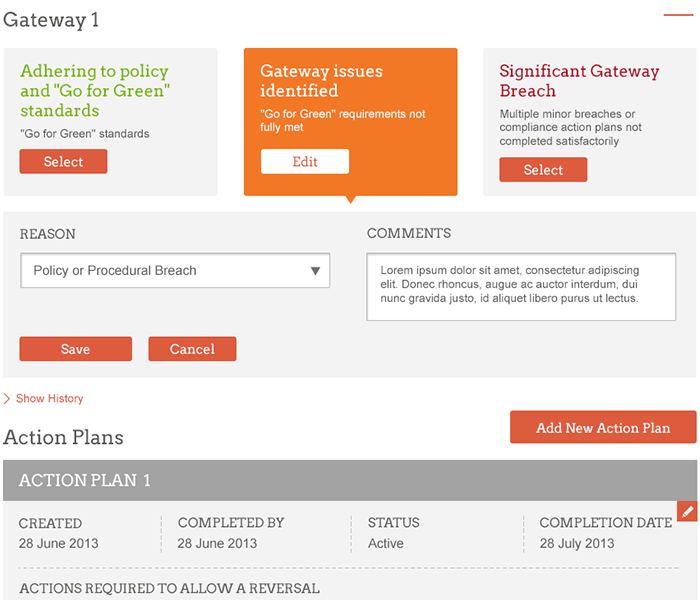 Gateway 1
Adhering to policy
and "Go for Green"
standards
"Go for Green" standards
Select
Gateway issues
identified
"Go for Green" requirements not
fully met
Edit
Significant Gateway
Breach
Multiple minor breaches or
compliance action plans not
completed satisfactorily
Select
REASON
Policy or Procedural Breach
COMMENTS
Lorem ipsum dolor sit amet, consectetur adipiscing
elit. Donec rhoncus, augue ac auctor interdum, dui
nunc gravida justo, id aliquet libero purus ut lectus.
Save
Cancel
Show History
Action Plans
Add New Action Plan
ACTION PLAN 1
CREATED
28 June 2013
COMPLETED BY
28 June 2013
STATUS
Active
COMPLETION DATE
28 July 2013
ACTIONS REQUIRED TO ALLOW A REVERSAL